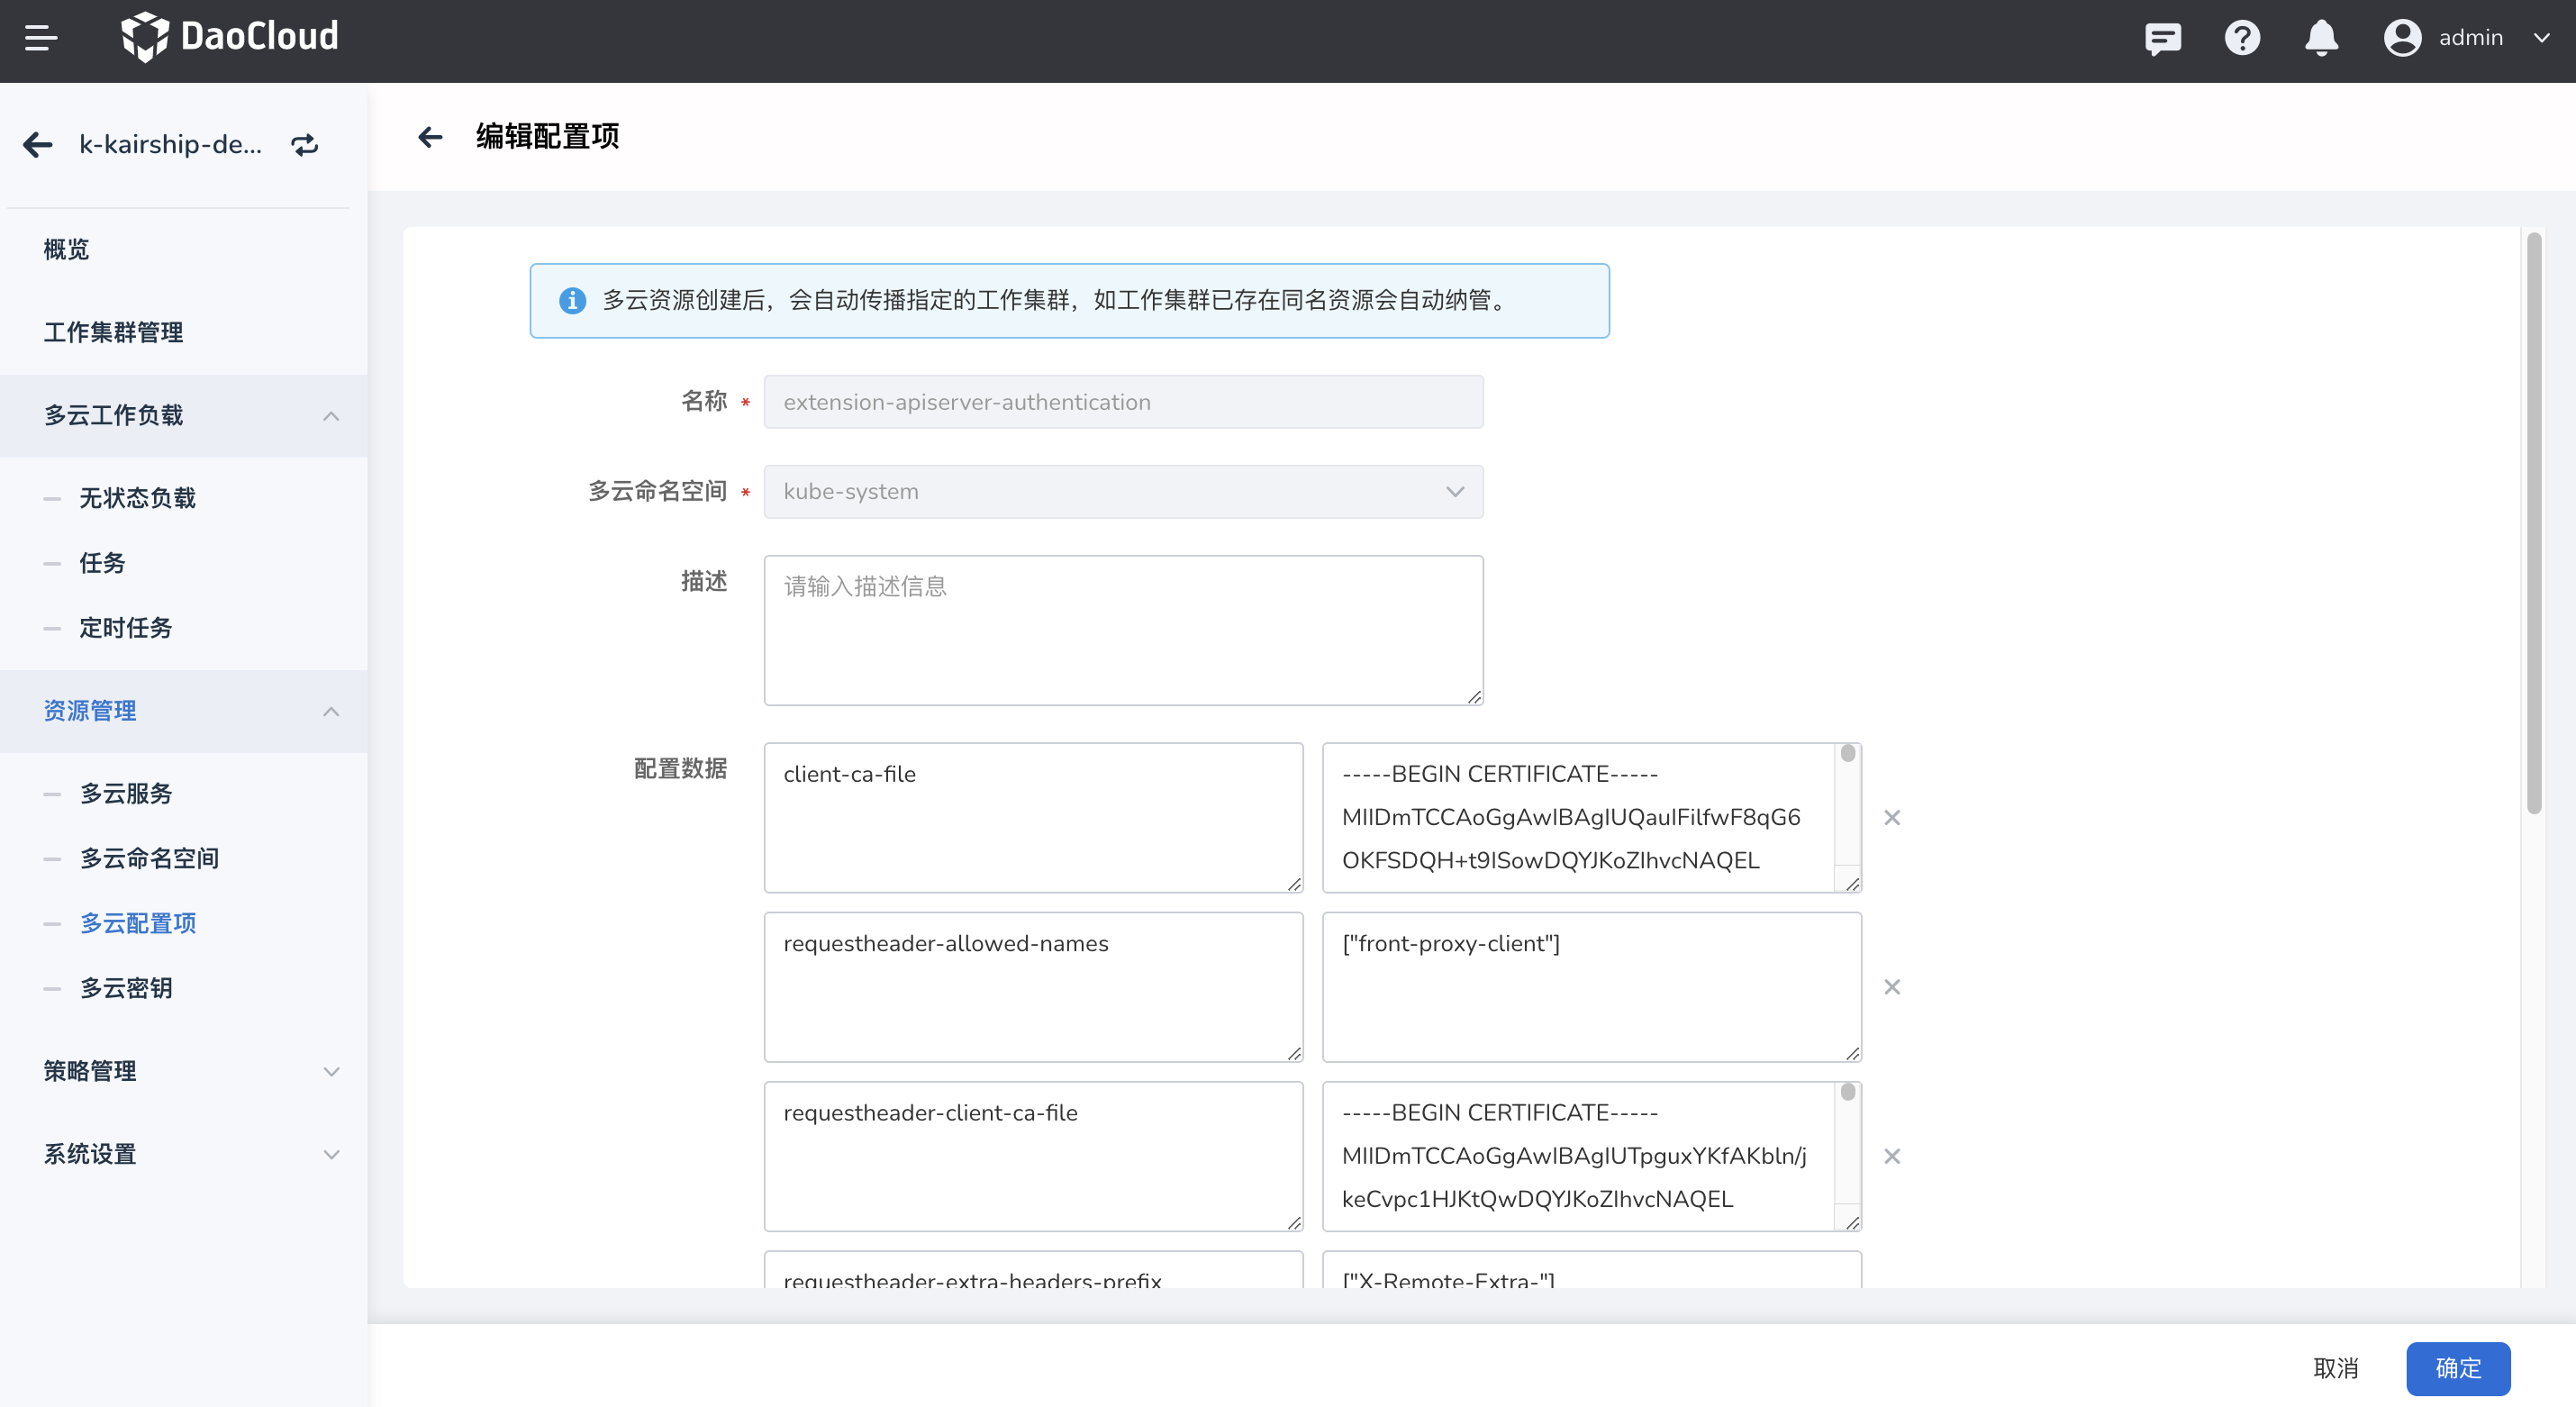 DaoCloud
admin
k-kairship-de...
概览
工作集群管理
多云工作负载
无状态负载
任务
定时任务
资源管理
多云服务
多云命名空间
多云配置项
多云密钥
策略管理
系统设置
编辑配置项
多云资源创建后，会自动传播指定的工作集群，如工作集群已存在同名资源会自动纳管。
名称 * extension-apiserver-authentication
多云命名空间 * kube-system
描述 请输入描述信息
配置数据
client-ca-file
-----BEGIN CERTIFICATE-----
MIIDmTCCAoGgAwIBAgIUQauIFilfwF8qG6
OKFSDQH+t9ISowDQYJKoZIhvcNAQEL
requestheader-allowed-names
["front-proxy-client"]
requestheader-client-ca-file
-----BEGIN CERTIFICATE-----
MIIDmTCCAoGgAwIBAgIUTpguxYKfAKbln/j
keCvpc1HJKtQwDQYJKoZIhvcNAQEL
requestheader-extra-headers-prefix
["X-Remote-Extra-"]
取消
确定